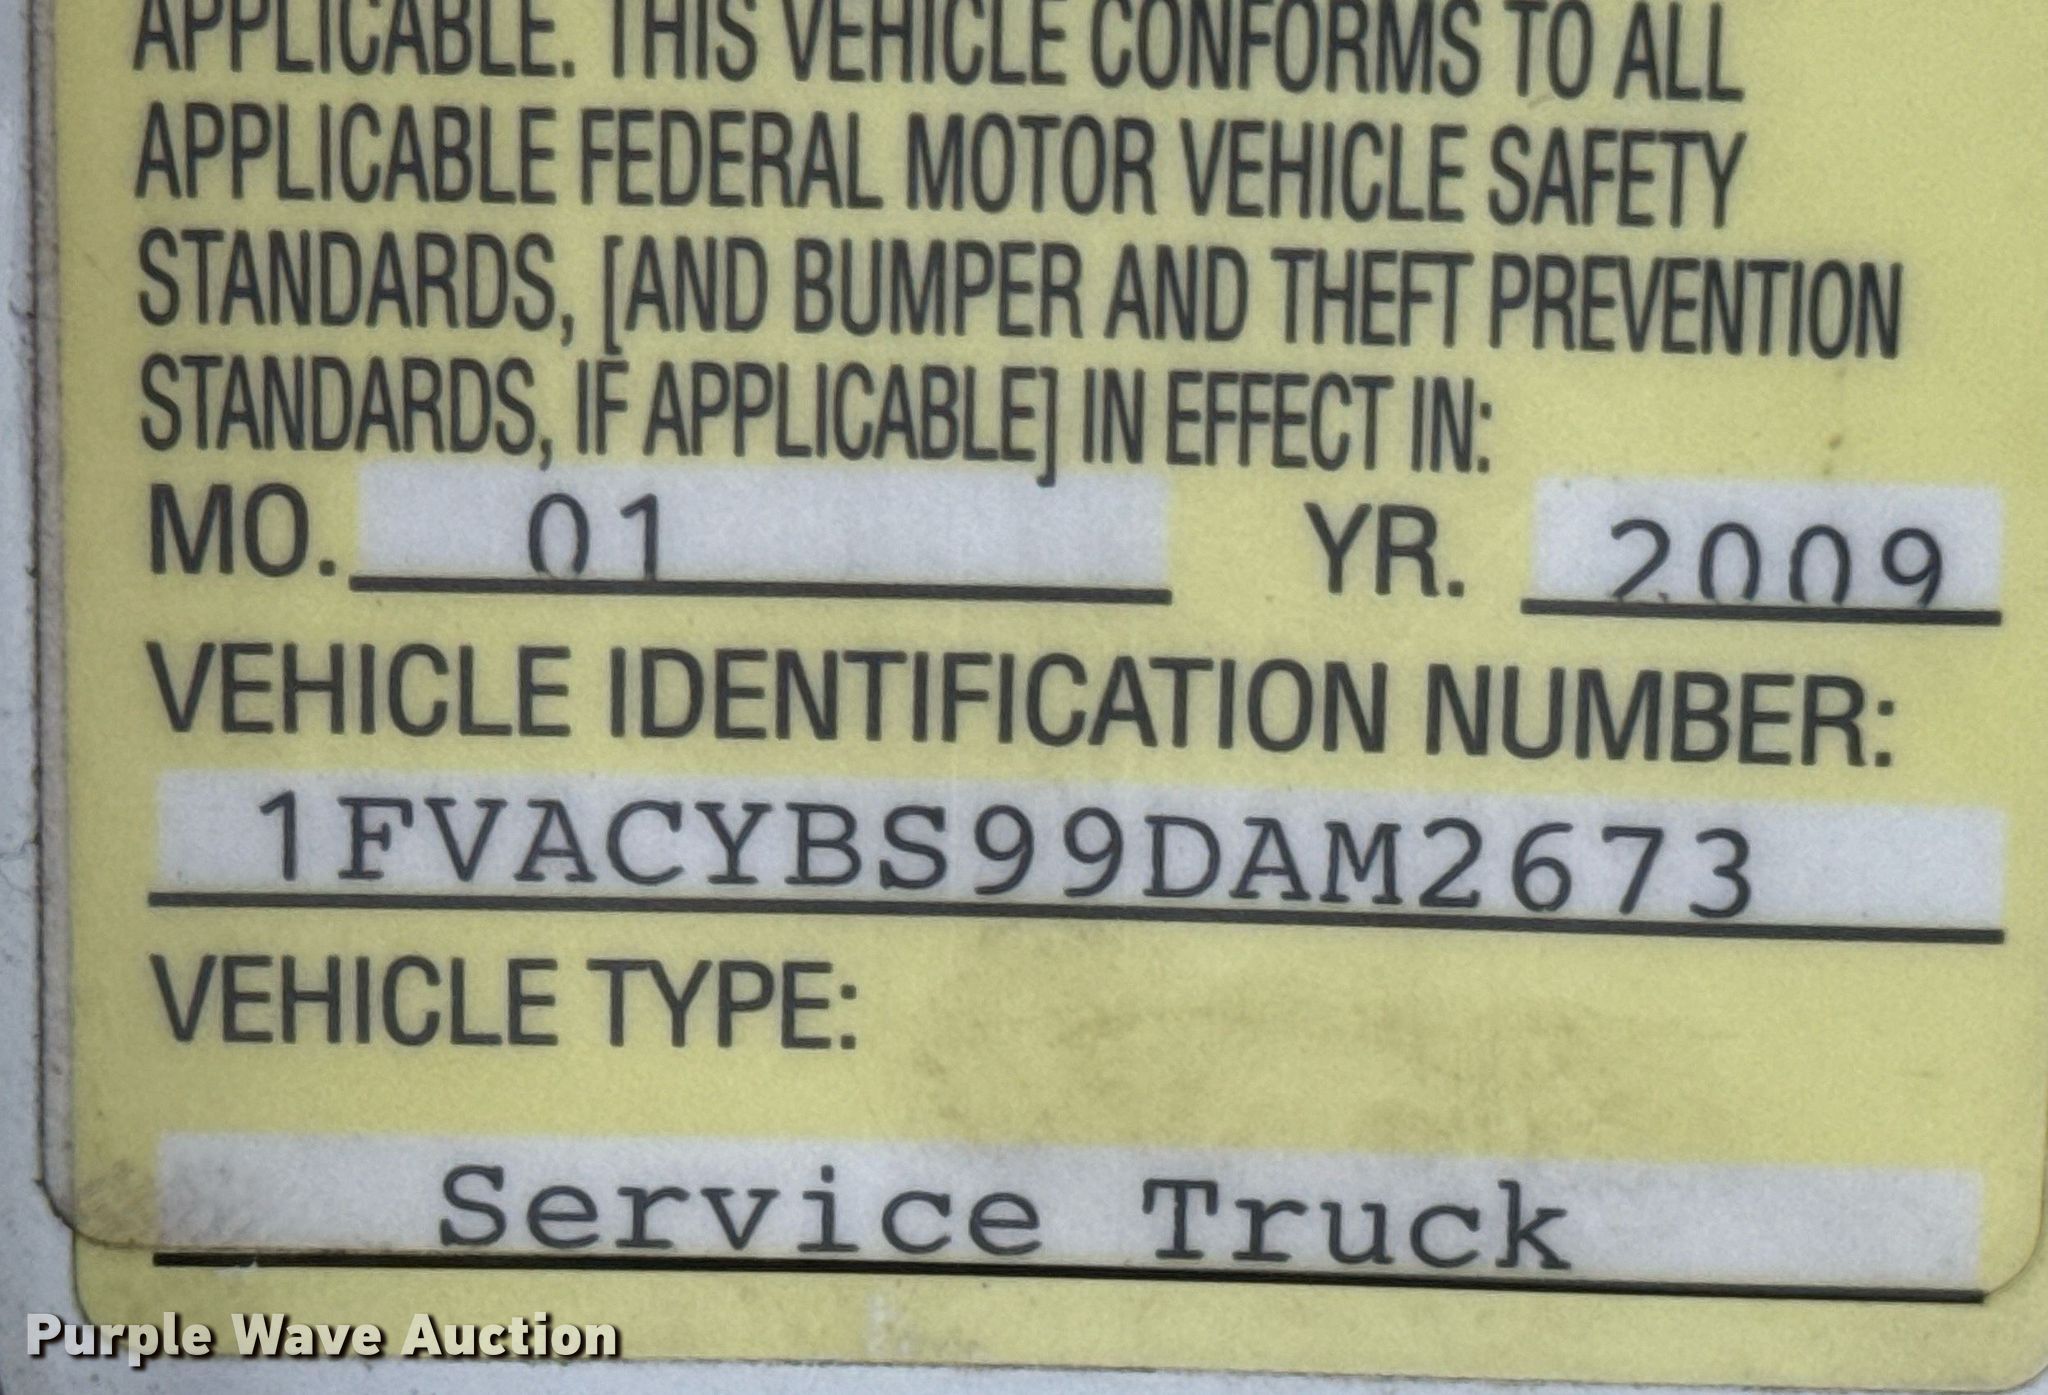 APPLICABLE. THIS VEHICLE CONFORMS TO ALL
APPLICABLE FEDERAL MOTOR VEHICLE SAFETY
STANDARDS, [AND BUMPER AND THEFT PREVENTION
STANDARDS, IF APPLICABLE] IN EFFECT IN:
MO. 01 YR. 2009
VEHICLE IDENTIFICATION NUMBER:
1FVACYBS99DAM2673
VEHICLE TYPE:
Service Truck
Purple Wave Auction